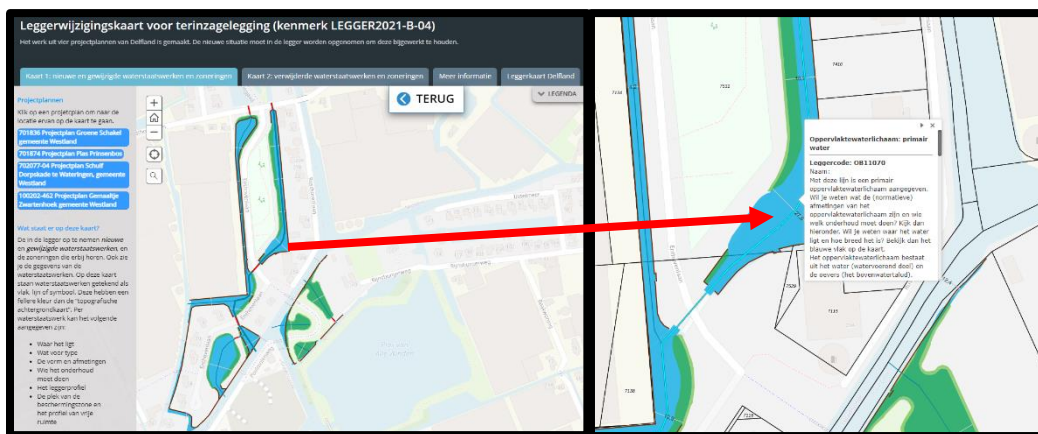 Leggerwijzigingskaart voor terinzagelegging (kenmerk LEGGER2021-B-04)
Het werk uit vier projectplannen van Delfland is gemaakt. De nieuwe situatie moet in de legger worden opgenomen om deze bijgewerkt te houden.
Kaart 1: nieuwe en gewijzigde waterstaatswerken en zoneringen
Kaart 2: verwijderde waterstaatswerken en zoneringen
Meer informatie
Leggerkaart Delfland
TERUG
LEGENDA
Projectplannen
Klik op een projectplan om naar de
locatie ervan op de kaart te gaan.
701836 Projectplan Groene Schakel
gemeente Westland
701874 Projectplan Plas Prinsenbos
702077-04 Projectplan Schuif
Dorpskade te Wateringen, gemeente
Westland
100202-462 Projectplan Gemaaltje
Zwartenhoek gemeente Westland
Wat staat er op deze kaart?
De in de legger op te nemen nieuwe
en gewijzigde waterstaatswerken, en
de zoneringen die erbij horen. Ook zie
je de gegevens van de
waterstaatswerken. Op deze kaart
staan waterstaatswerken getekend als
vlak, lijn of symbool. Deze hebben een
fellere kleur dan de "topografische
achtergrondkaart". Per
waterstaatwerk kan het volgende
aangegeven zijn:
• Waar het ligt
• Wat voor type
• De vorm en afmetingen
• Wie het onderhoud
moet doen
• Het leggerprofiel
• De plek van de
beschermingszone en
het profiel van vrije
ruimte
Oppervlaktewaterlichaam: primair
water
Leggercode: OB11070
Naam:
Met deze lijn is een primair
oppervlaktewaterlichaam aangegeven.
Wil je weten wat de (normatieve)
afmetingen van het
oppervlaktewaterlichaam zijn en wie
welk onderhoud moet doen? Kijk dan
hieronder. Wil je weten waar het water
ligt en hoe breed het is? Bekijk dan het
blauwe vlak op de kaart.
Het oppervlaktewaterlichaam bestaat
uit het water (watervoerend deel) en
de oevers (het bovenwatertalud).